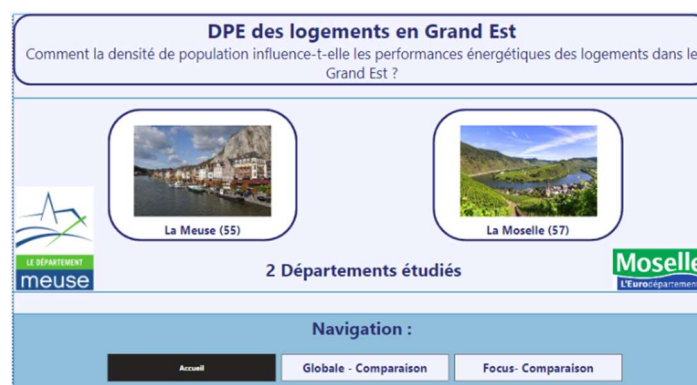 DPE des logements en Grand Est
Comment la densité de population influence-t-elle les performances énergétiques des logements dans le
Grand Est ?
La Meuse (55)
La Moselle (57)
LE DÉPARTEMENT
meuse
2 Départements étudiés
Moselle
L'Eurodépartement
Navigation :
Accueil
Globale - Comparaison
Focus- Comparaison